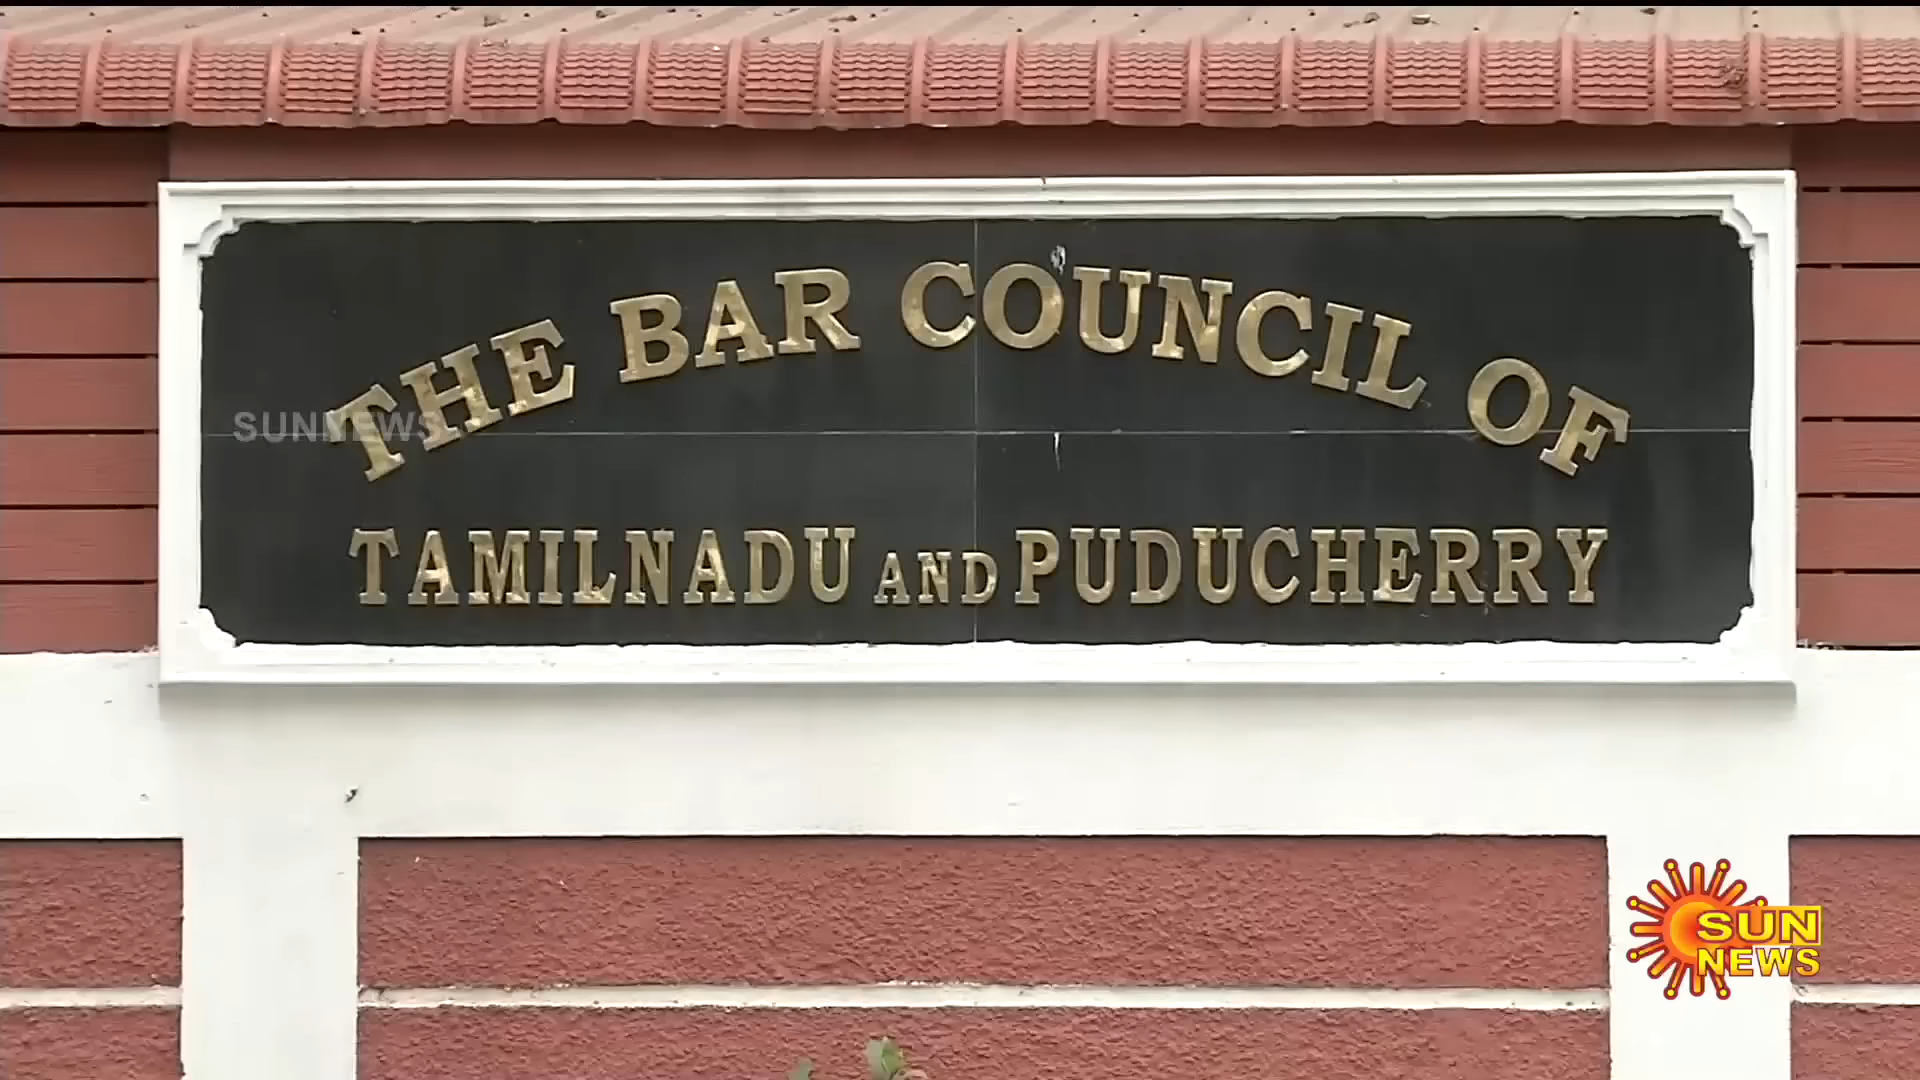 THE BAR COUNCIL OF
SUNNEWS
TAMILNADU AND PUDUCHERRY
SUN
NEWS